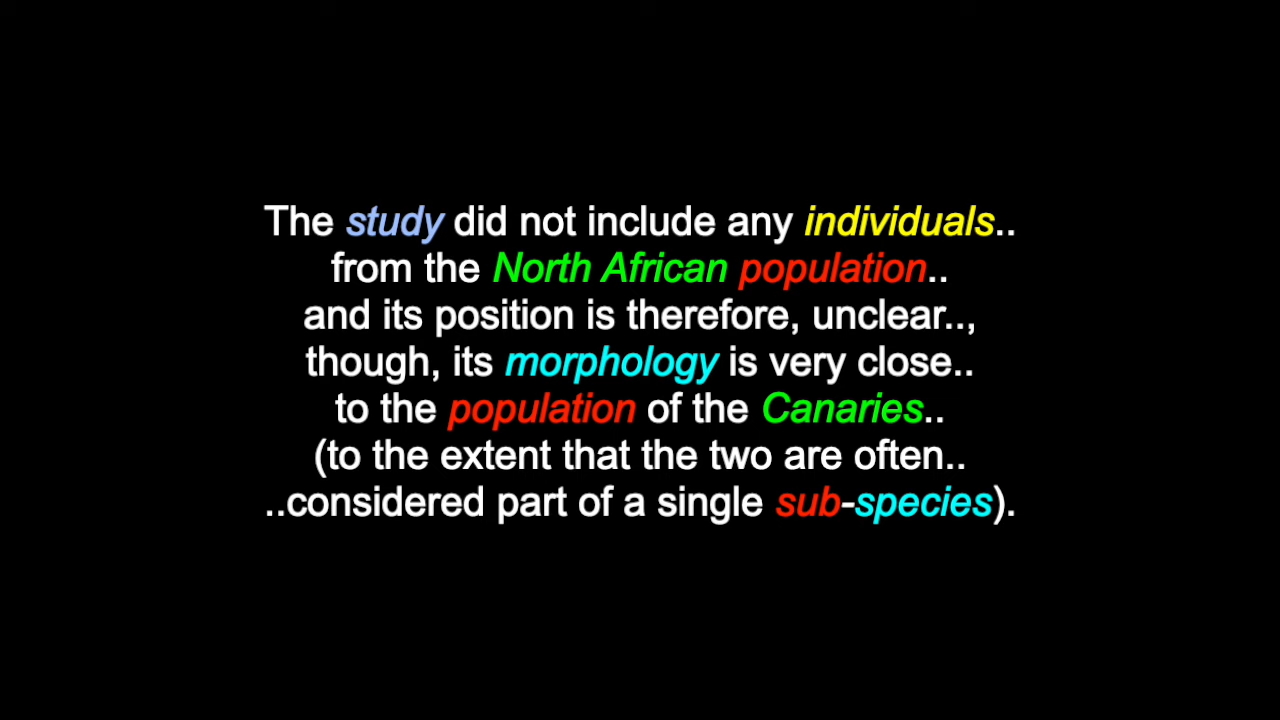 The study did not include any individuals..
from the North African population..
and its position is therefore, unclear..,
though, its morphology is very close..
to the population of the Canaries..
(to the extent that the two are often..
..considered part of a single sub-species).